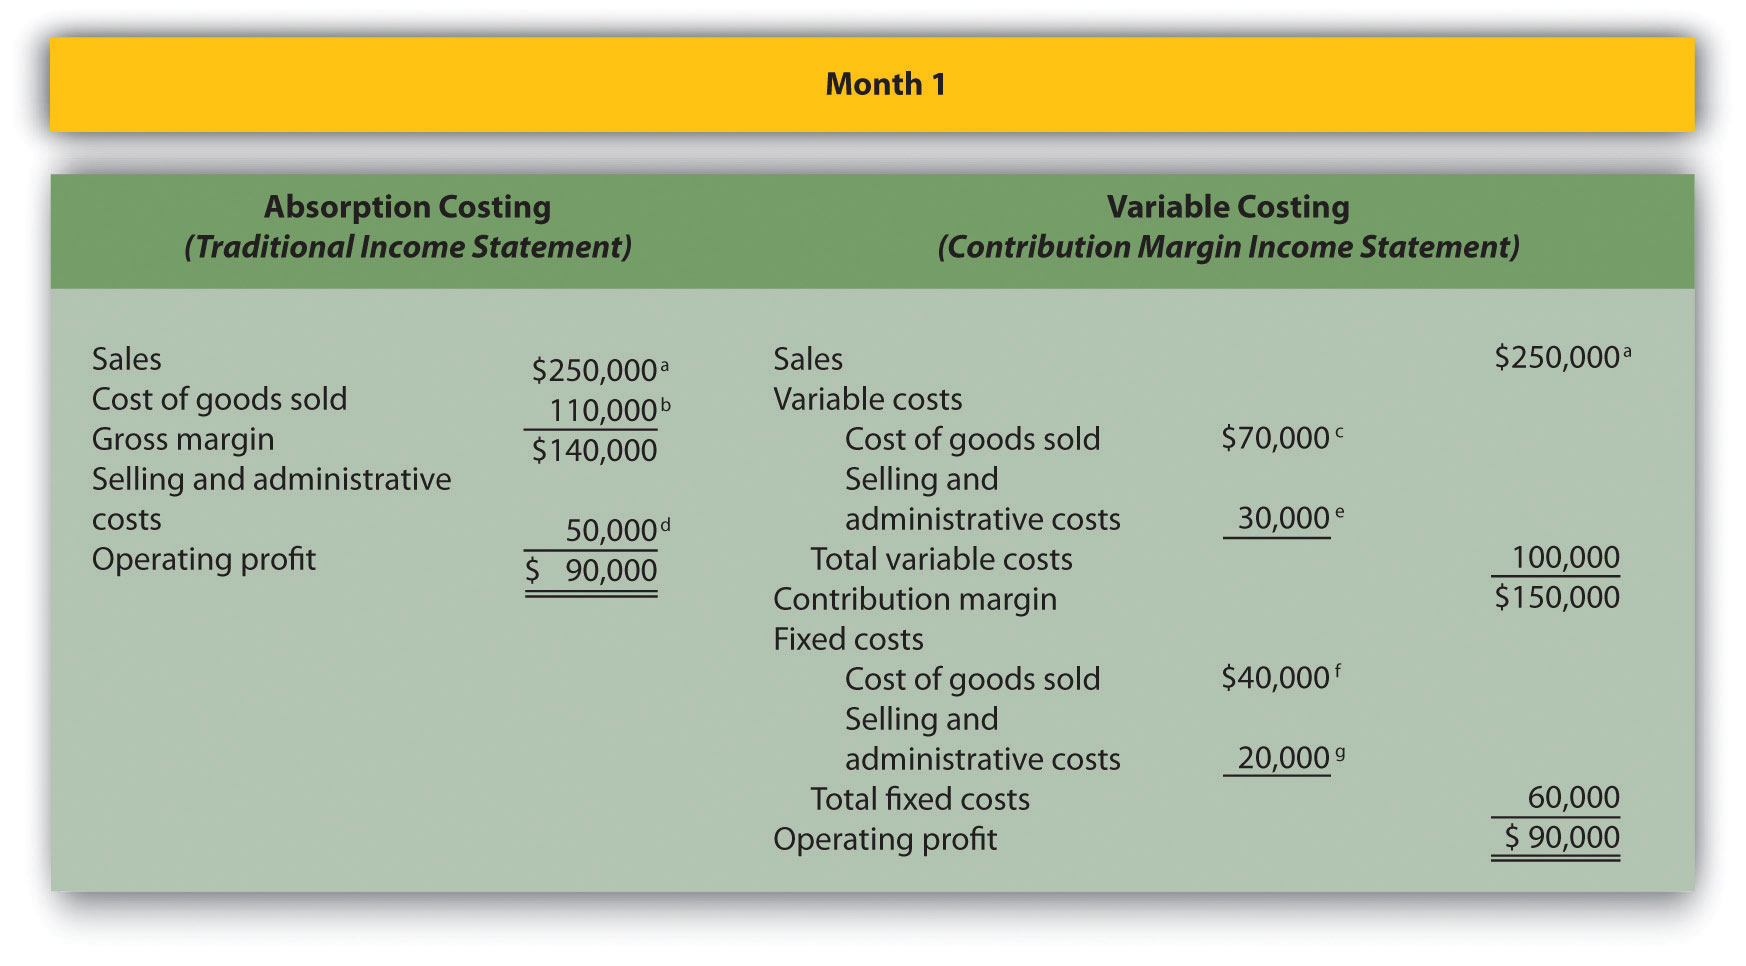 Month 1
Absorption Costing
(Traditional Income Statement)
Sales $250,000 a
Cost of goods sold 110,000 b
Gross margin $140,000
Selling and administrative
costs 50,000 d
Operating profit $ 90,000
Variable Costing
(Contribution Margin Income Statement)
Sales $250,000 a
Variable costs
Cost of goods sold $70,000 c
Selling and
administrative costs 30,000 e
Total variable costs 100,000
Contribution margin $150,000
Fixed costs
Cost of goods sold $40,000 f
Selling and
administrative costs 20,000 g
Total fixed costs 60,000
Operating profit $ 90,000